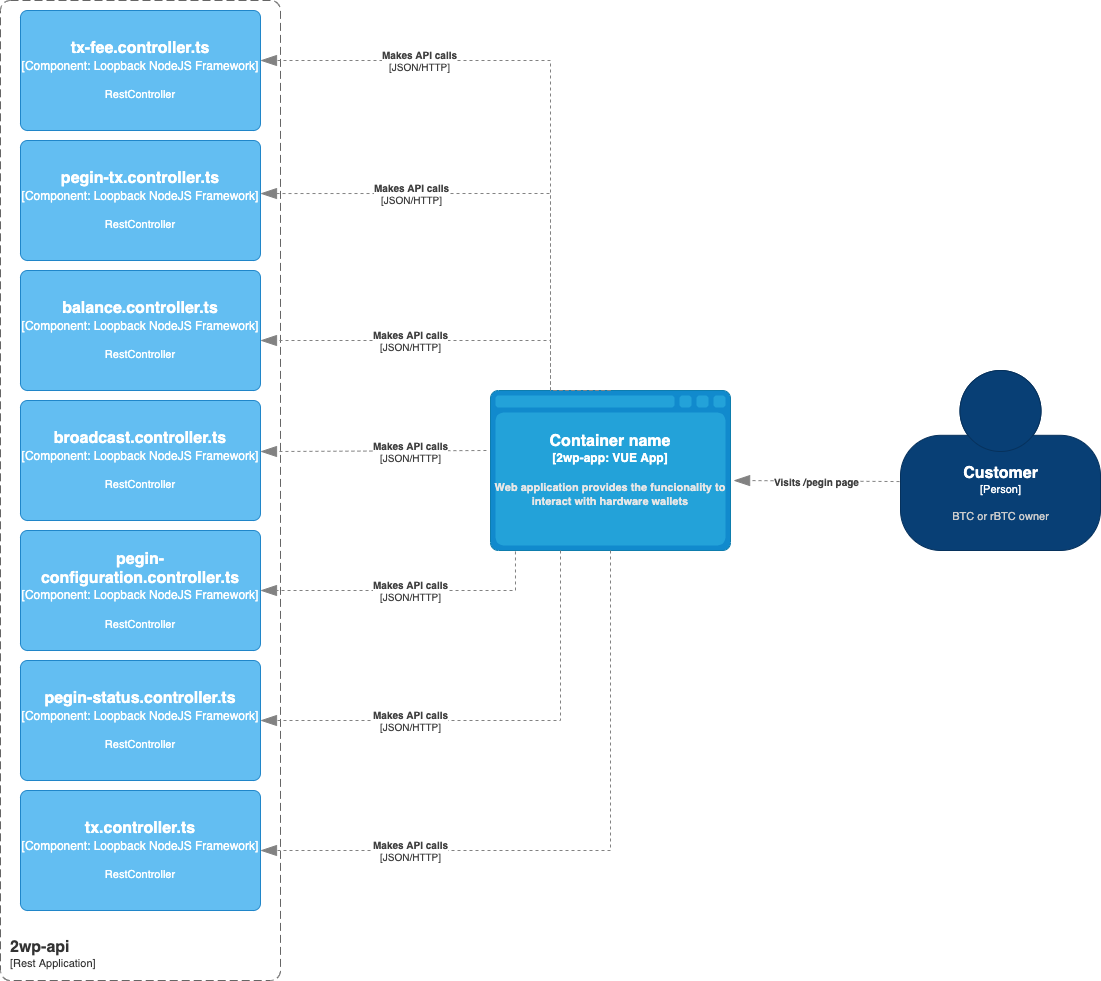 tx-fee.controller.ts
[Component: Loopback NodeJS Framework]
RestController
Makes API calls
[JSON/HTTP]
pegin-tx.controller.ts
[Component: Loopback NodeJS Framework]
RestController
Makes API calls
[JSON/HTTP]
balance.controller.ts
[Component: Loopback NodeJS Framework]
RestController
Makes API calls
[JSON/HTTP]
broadcast.controller.ts
[Component: Loopback NodeJS Framework]
RestController
Makes API calls
[JSON/HTTP]
Container name
[2wp-app: VUE App]
Web application provides the funcionality to
interact with hardware wallets
Visits /pegin page
Customer
[Person]
BTC or rBTC owner
pegin-
configuration.controller.ts
[Component: Loopback NodeJS Framework]
RestController
Makes API calls
[JSON/HTTP]
pegin-status.controller.ts
[Component: Loopback NodeJS Framework]
RestController
Makes API calls
[JSON/HTTP]
tx.controller.ts
[Component: Loopback NodeJS Framework]
RestController
Makes API calls
[JSON/HTTP]
2wp-api
[Rest Application]